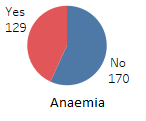 Yes
129
No
170
Anaemia